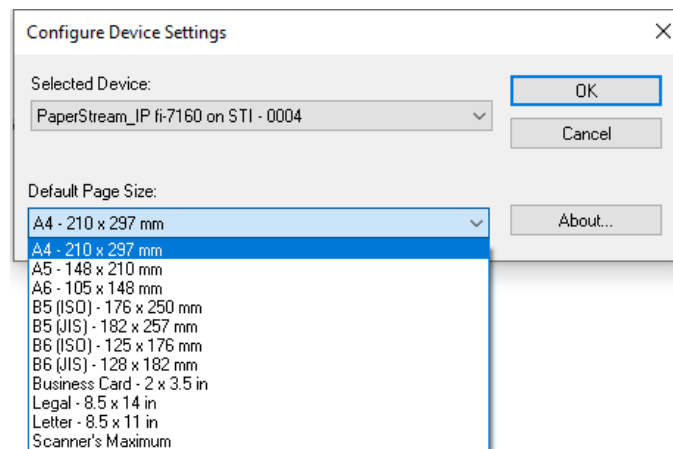 Configure Device Settings
Selected Device:
OK
PaperStream_IP fi-7160 on STI - 0004
Cancel
Default Page Size:
A4 - 210 x 297 mm
About...
A4 - 210 x 297 mm
A5 - 148 x 210 mm
A6 - 105 x 148 mm
B5 (ISO) - 176 x 250 mm
B5 (JIS) - 182 x 257 mm
B6 (ISO) - 125 x 176 mm
B6 (JIS) - 128 x 182 mm
Business Card - 2 x 3.5 in
Legal - 8.5 x 14 in
Letter - 8.5 x 11 in
Scanner's Maximum